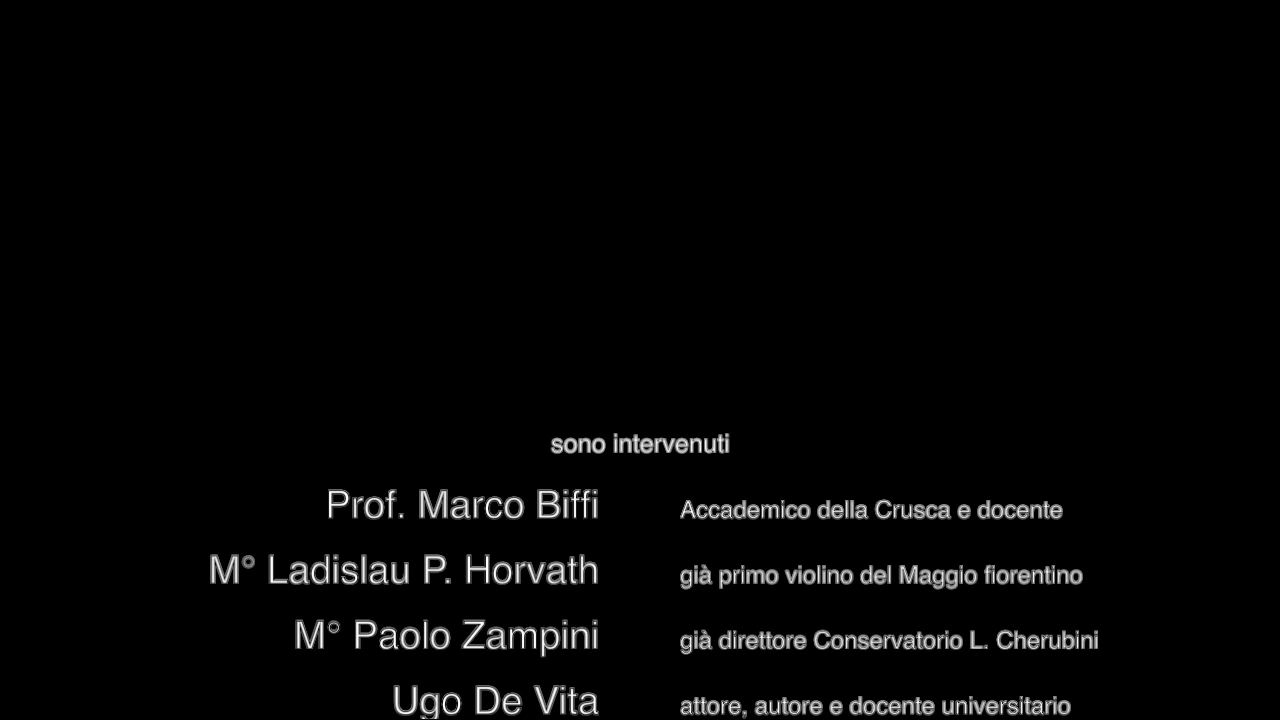 sono intervenuti
Prof. Marco Biffi Accademico della Crusca e docente
M° Ladislau P. Horvath già primo violino del Maggio fiorentino
M° Paolo Zampini già direttore Conservatorio L. Cherubini
Ugo De Vita attore, autore e docente universitario